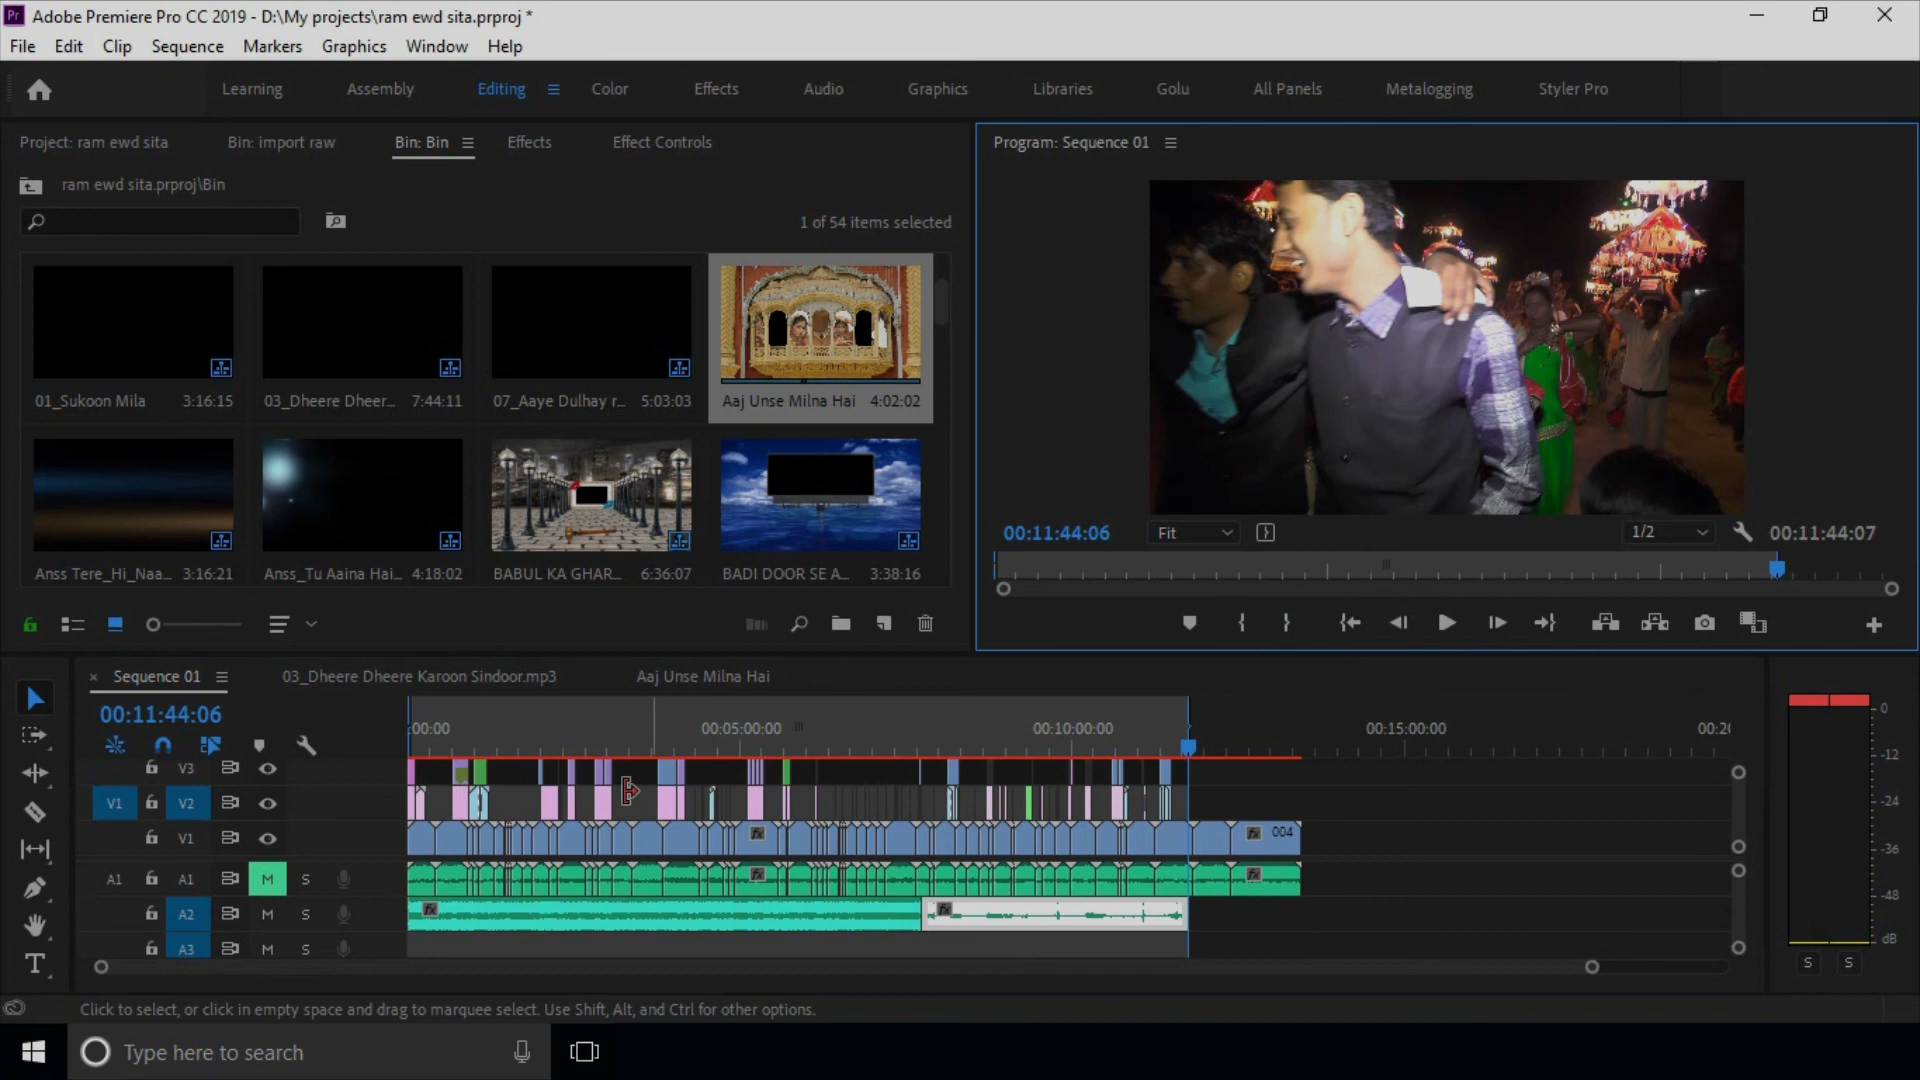 Pr Adobe Premiere Pro CC 2019 - D:\My projects\ram ewd sita.prproj *
File Edit Clip Sequence Markers Graphics Window Help
Learning Assembly Editing Color Effects Audio Graphics Libraries Golu All Panels Metalogging Styler Pro
Project: ram ewd sita Bin: import raw Bin: Bin Effects Effect Controls
ram ewd sita.prproj\Bin
1 of 54 items selected
01_Sukoon Mila 3:16:15
03_Dheere Dheer... 7:44:11
07_Aaye Dulhay r... 5:03:03
Aaj Unse Milna Hai 4:02:02
Anss Tere_Hi_Naa... 3:16:21
Anss_Tu Aaina Hai... 4:18:02
BABUL KA GHAR... 6:36:07
BADI DOOR SE A... 3:38:16
Program: Sequence 01
00:11:44:06 Fit 1/2 00:11:44:07
× Sequence 01 03_Dheere Dheere Karoon Sindoor.mp3 Aaj Unse Milna Hai
00:11:44:06
:00:00 00:05:00:00 00:10:00:00 00:15:00:00 00:20
V3
V1 V2
V1 fx fx 004
A1 A1 M S fx fx
A2 M S fx fx
A3 M S
T
0
-12
-24
-36
-48
dB
S S
Click to select, or click in empty space and drag to marquee select. Use Shift, Alt, and Ctrl for other options.
Type here to search